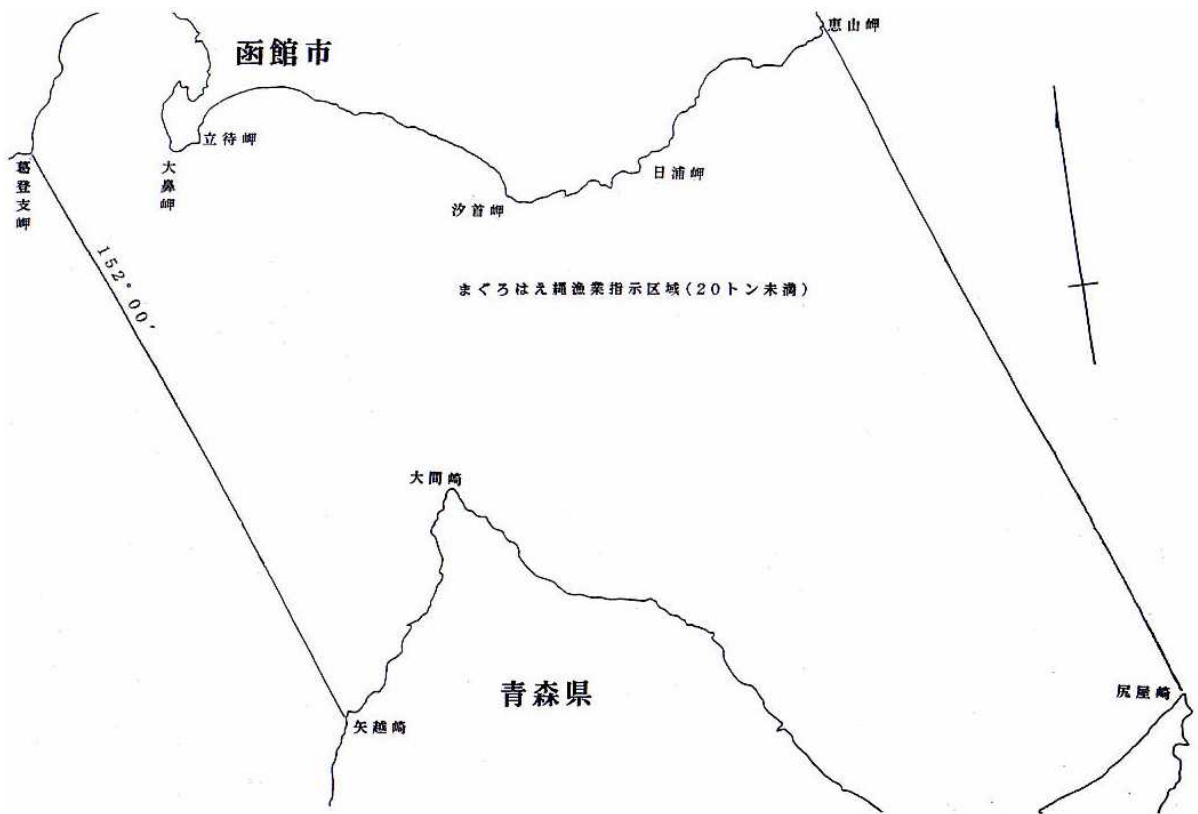 恵山岬
函館市
立待岬
大鼻岬
葛登支岬
日浦岬
汐首岬
152°00′
まぐろはえ縄漁業指示区域(20トン未満)
大間崎
青森県
尻屋崎
矢越崎